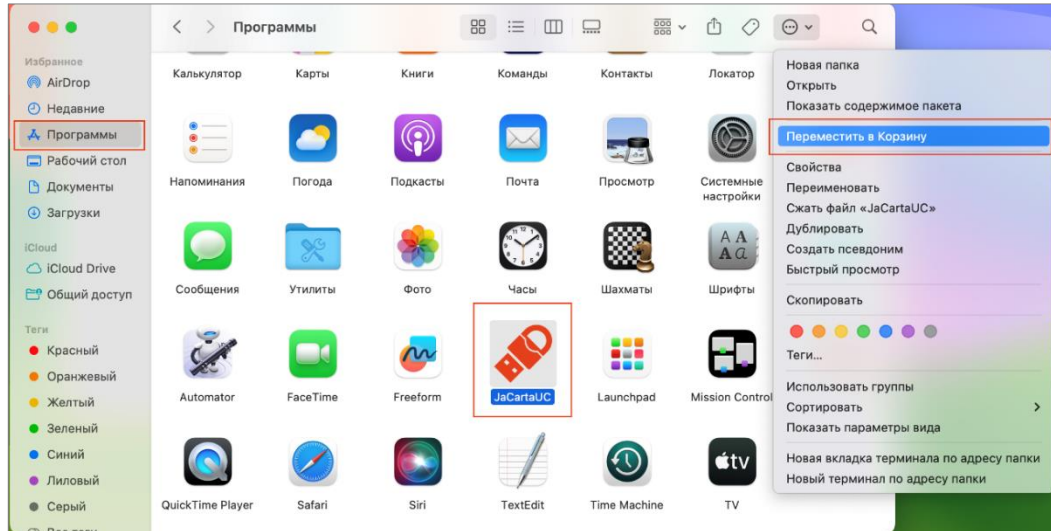 Программы
Избранное
AirDrop
Недавние
Программы
Рабочий стол
Документы
Загрузки
iCloud
iCloud Drive
Общий доступ
Теги
Красный
Оранжевый
Желтый
Зеленый
Синий
Лиловый
Серый
Калькулятор
Карты
Книги
Команды
Контакты
Локатор
Напоминания
Погода
Подкасты
Почта
Просмотр
Системные
настройки
Сообщения
Утилиты
Фото
Часы
Шахматы
Шрифты
Automator
FaceTime
Freeform
JaCartaUC
Launchpad
Mission Control
QuickTime Player
Safari
Siri
TextEdit
Time Machine
tv
TV
Новая папка
Открыть
Показать содержимое пакета
Переместить в Корзину
Свойства
Переименовать
Сжать файл «JaCartaUC»
Дублировать
Создать псевдоним
Быстрый просмотр
Скопировать
Теги...
Использовать группы
Сортировать
Показать параметры вида
Новая вкладка терминала по адресу папки
Новый терминал по адресу папки